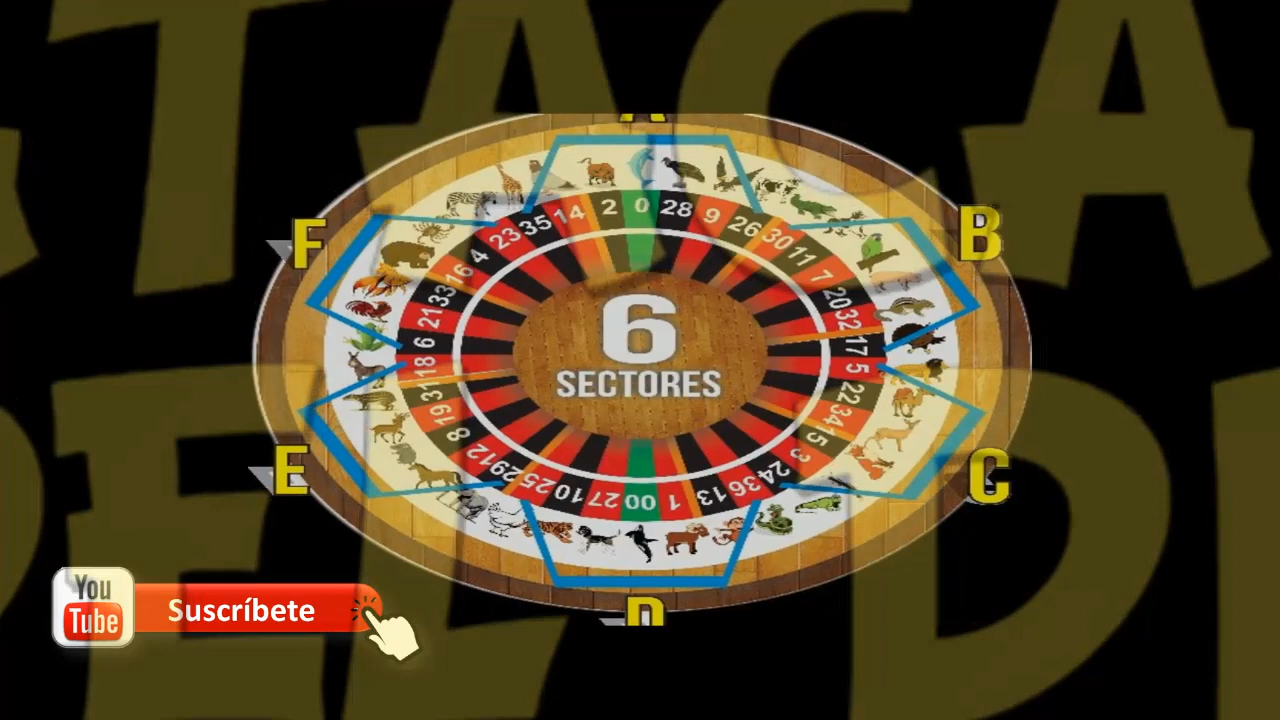 TACA
A
B
C
D
E
F
0 28 9 26 30 11 7 20 32 17 5 22 34 15 3 24 36 13 1 00 27 10 25 29 12 8 19 31 18 6 21 33 16 4 23 35 14 2
6
SECTORES
EL D
You
Tube
Suscríbete